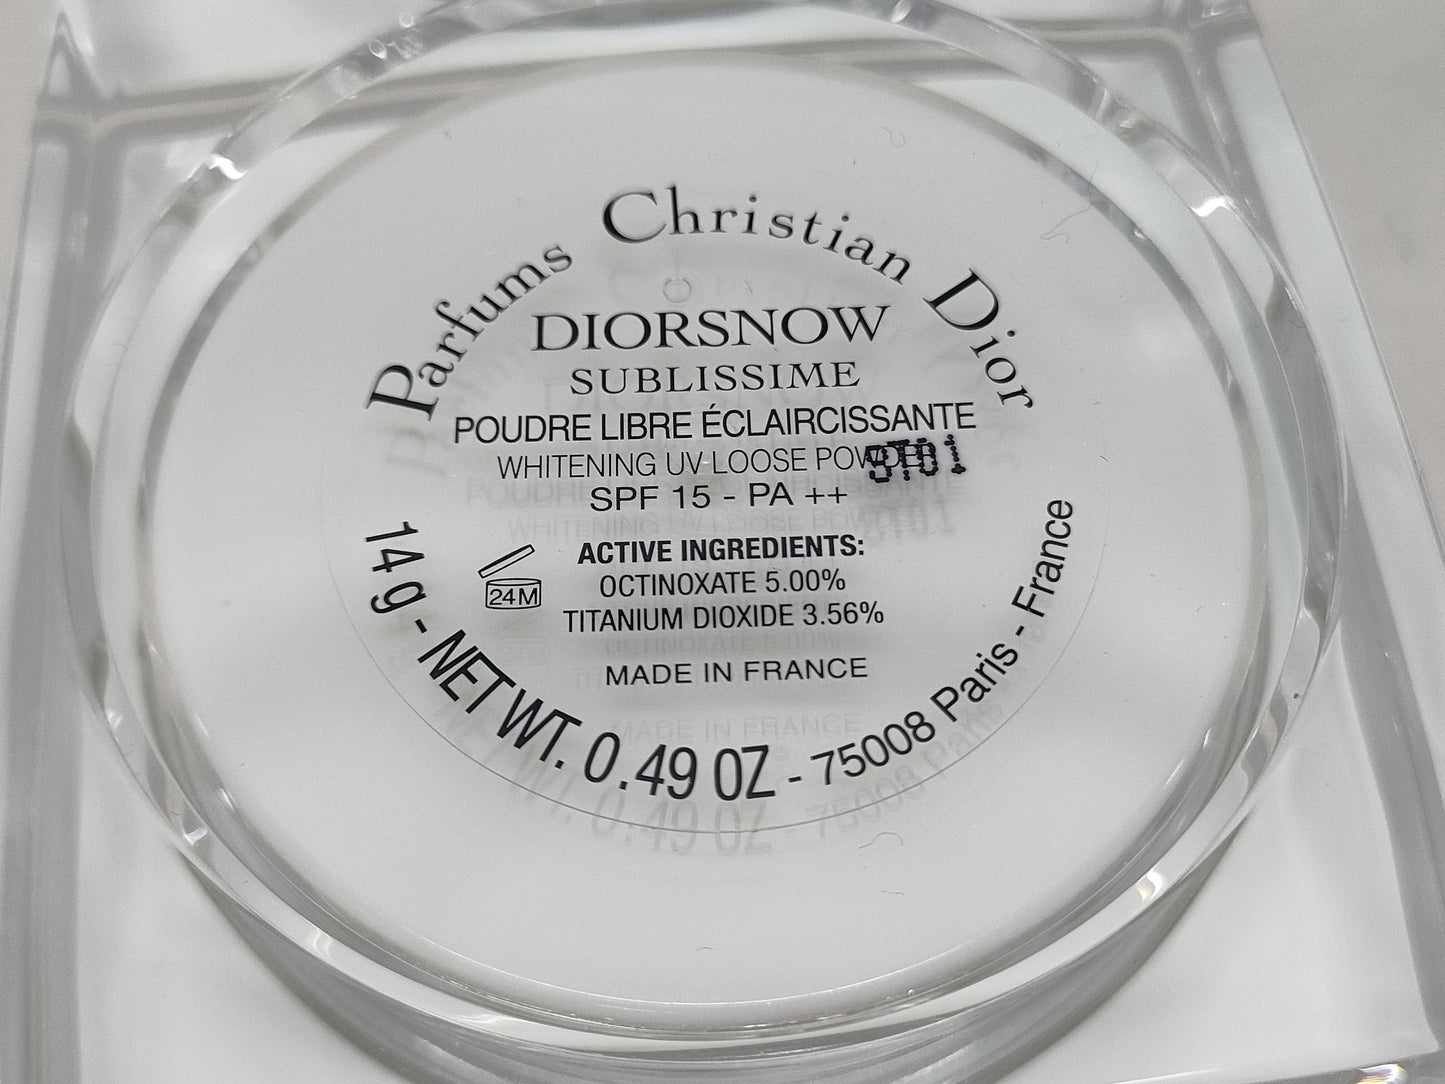 Parfums Christian Dior
DIORSNOW
SUBLISSIME
POUDRE LIBRE ÉCLAIRCISSANTE
WHITENING UV LOOSE POWDER
SPF 15 - PA ++
24M
ACTIVE INGREDIENTS:
OCTINOXATE 5.00%
TITANIUM DIOXIDE 3.56%
MADE IN FRANCE
14g - NET WT. 0.49 OZ - 75008 Paris - France